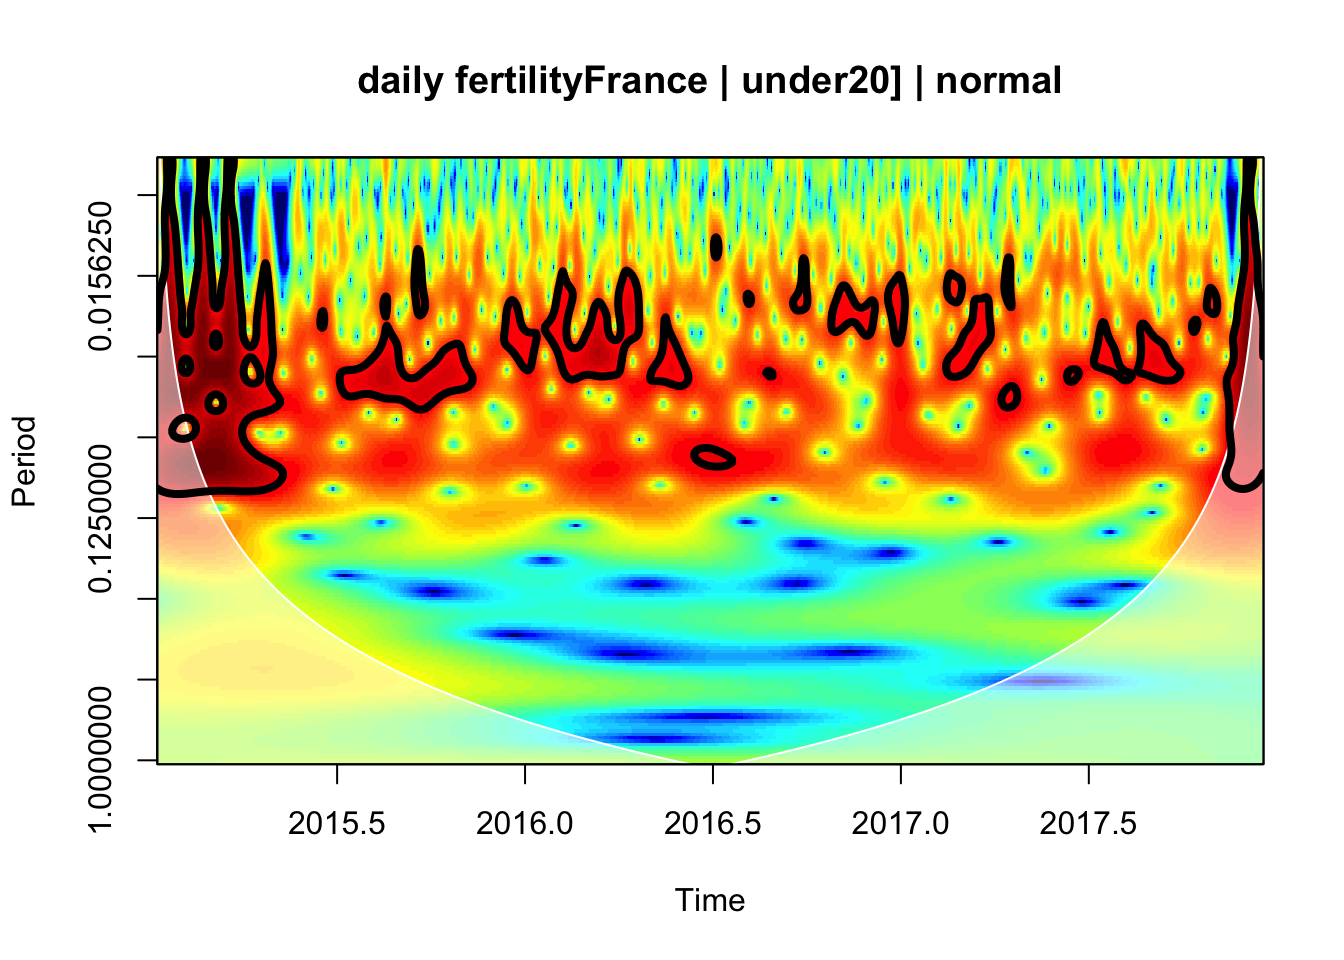 daily fertilityFrance | under20] | normal
Period
0.0156250
0.1250000
1.0000000
2015.5 2016.0 2016.5 2017.0 2017.5
Time